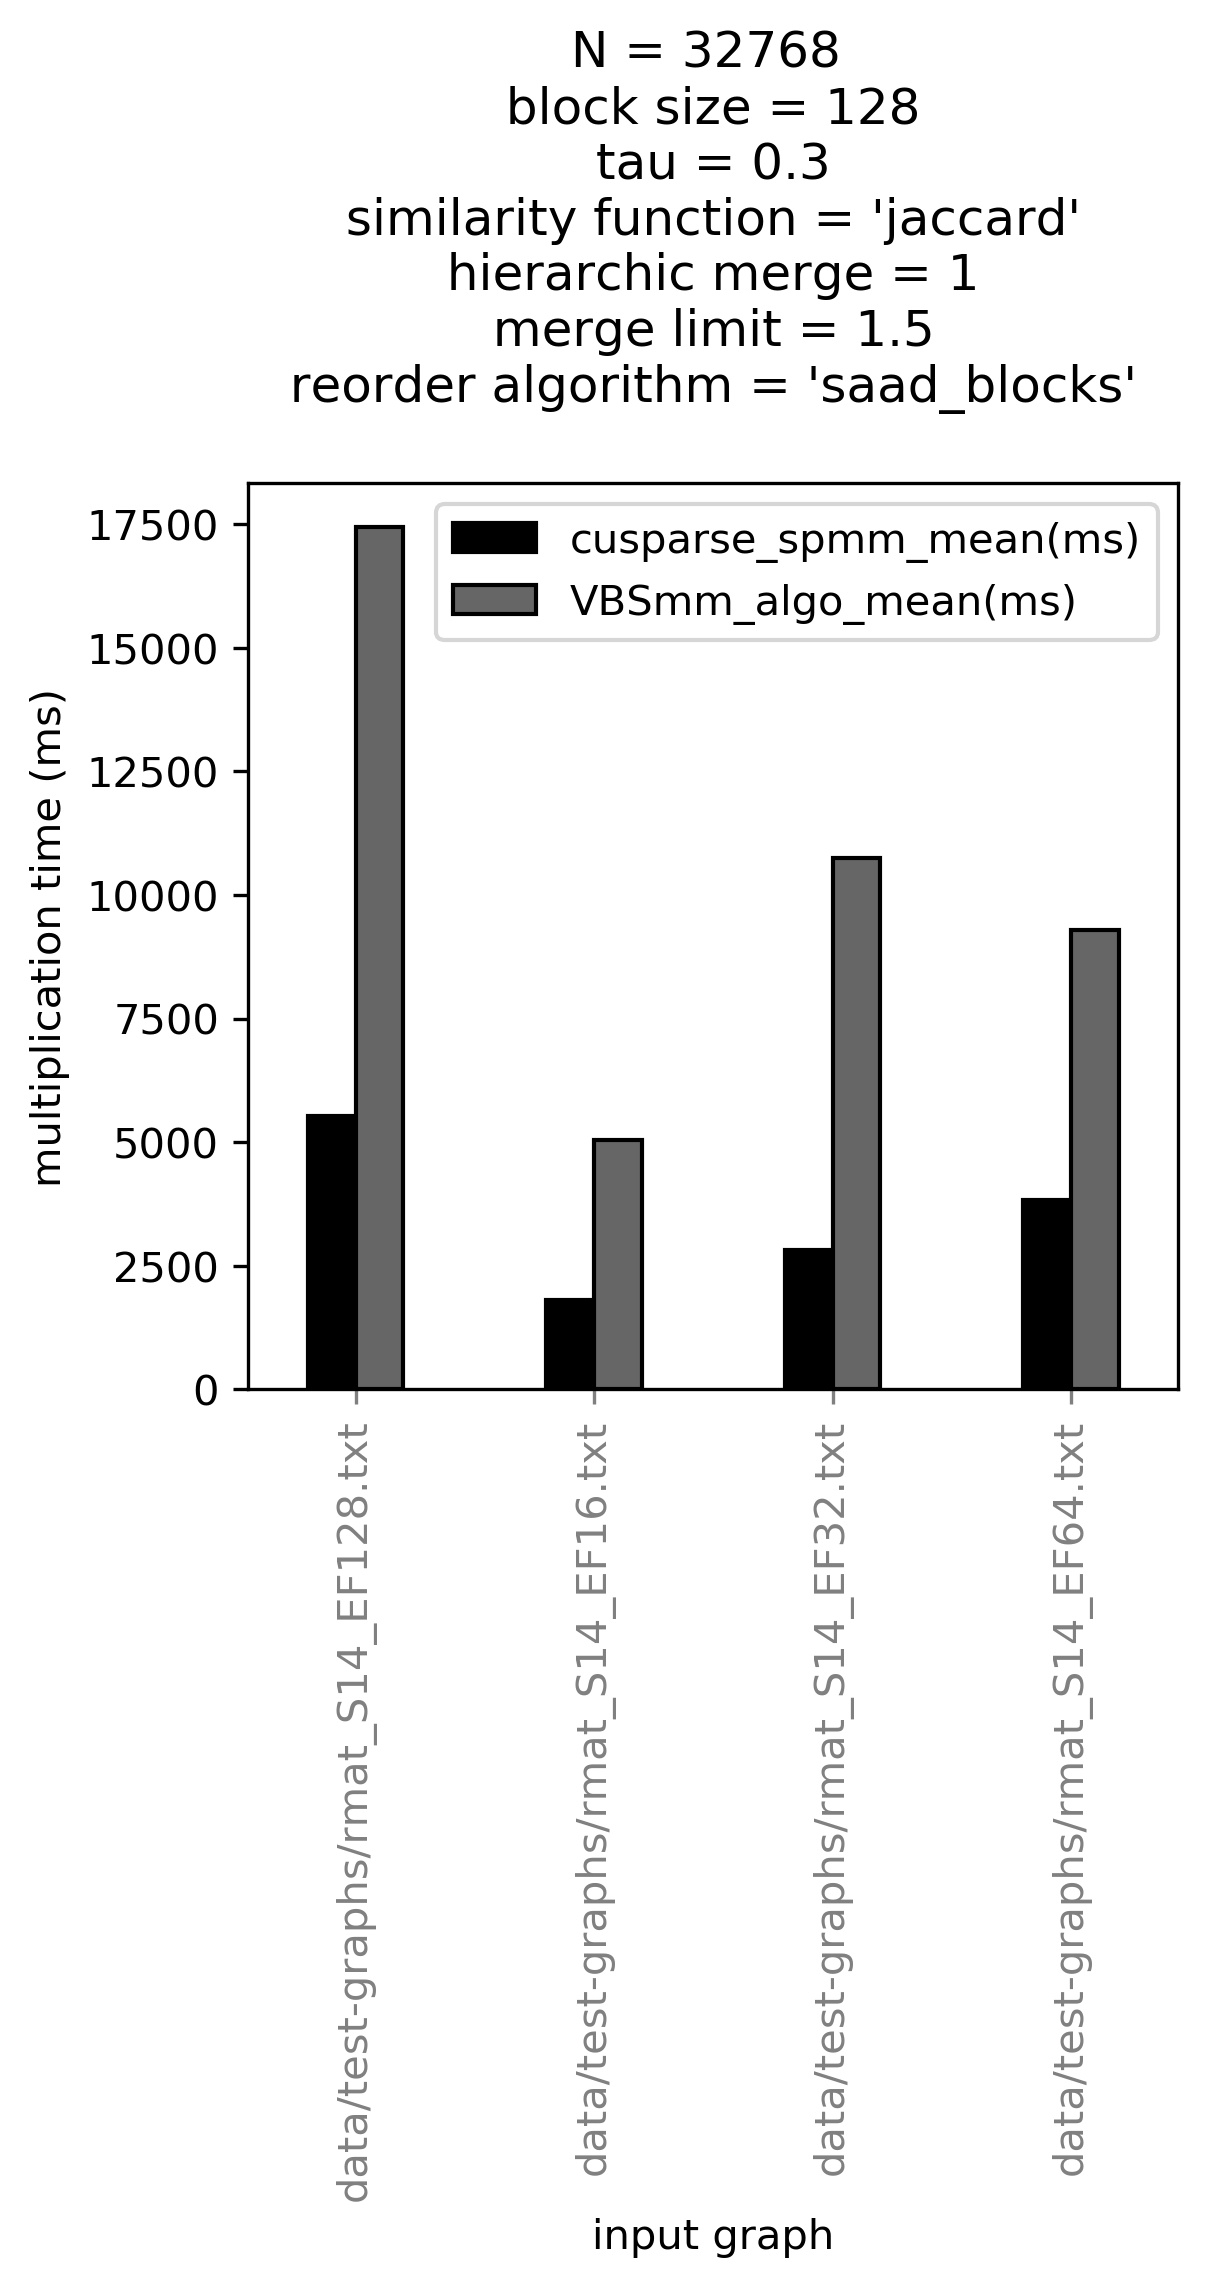 N = 32768
block size = 128
tau = 0.3
similarity function = 'jaccard'
hierarchic merge = 1
merge limit = 1.5
reorder algorithm = 'saad_blocks'
cusparse_spmm_mean(ms)
VBSmm_algo_mean(ms)
multiplication time (ms)
17500
15000
12500
10000
7500
5000
2500
0
data/test-graphs/rmat_S14_EF128.txt
data/test-graphs/rmat_S14_EF16.txt
data/test-graphs/rmat_S14_EF32.txt
data/test-graphs/rmat_S14_EF64.txt
input graph